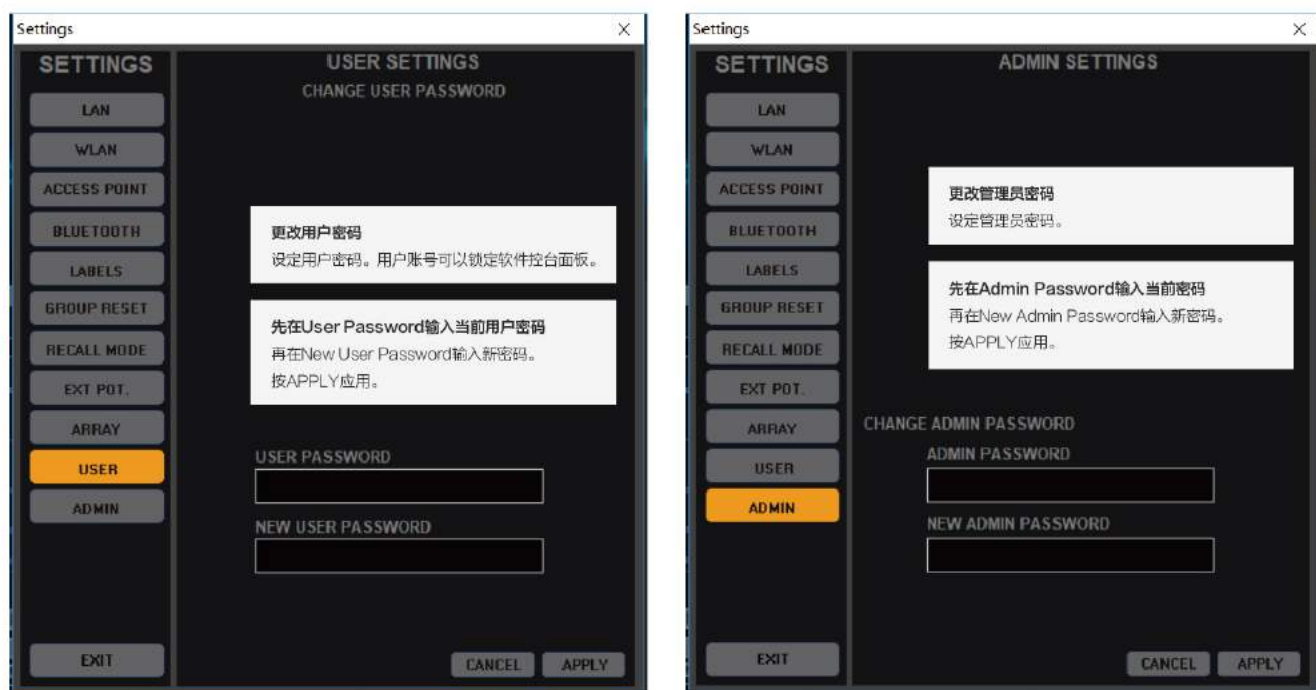 Settings
SETTINGS
LAN
WLAN
ACCESS POINT
BLUETOOTH
LABELS
GROUP RESET
RECALL MODE
EXT POT.
ARRAY
USER
ADMIN
EXIT
USER SETTINGS
CHANGE USER PASSWORD
更改用户密码
设定用户密码。用户账号可以锁定软件控台面板。
先在User Password输入当前用户密码
再在New User Password输入新密码。
按APPLY应用。
USER PASSWORD
NEW USER PASSWORD
CANCEL APPLY
Settings
SETTINGS
LAN
WLAN
ACCESS POINT
BLUETOOTH
LABELS
GROUP RESET
RECALL MODE
EXT POT.
ARRAY
USER
ADMIN
EXIT
ADMIN SETTINGS
更改管理员密码
设定管理员密码。
先在Admin Password输入当前密码
再在New Admin Password输入新密码。
按APPLY应用。
CHANGE ADMIN PASSWORD
ADMIN PASSWORD
NEW ADMIN PASSWORD
CANCEL APPLY